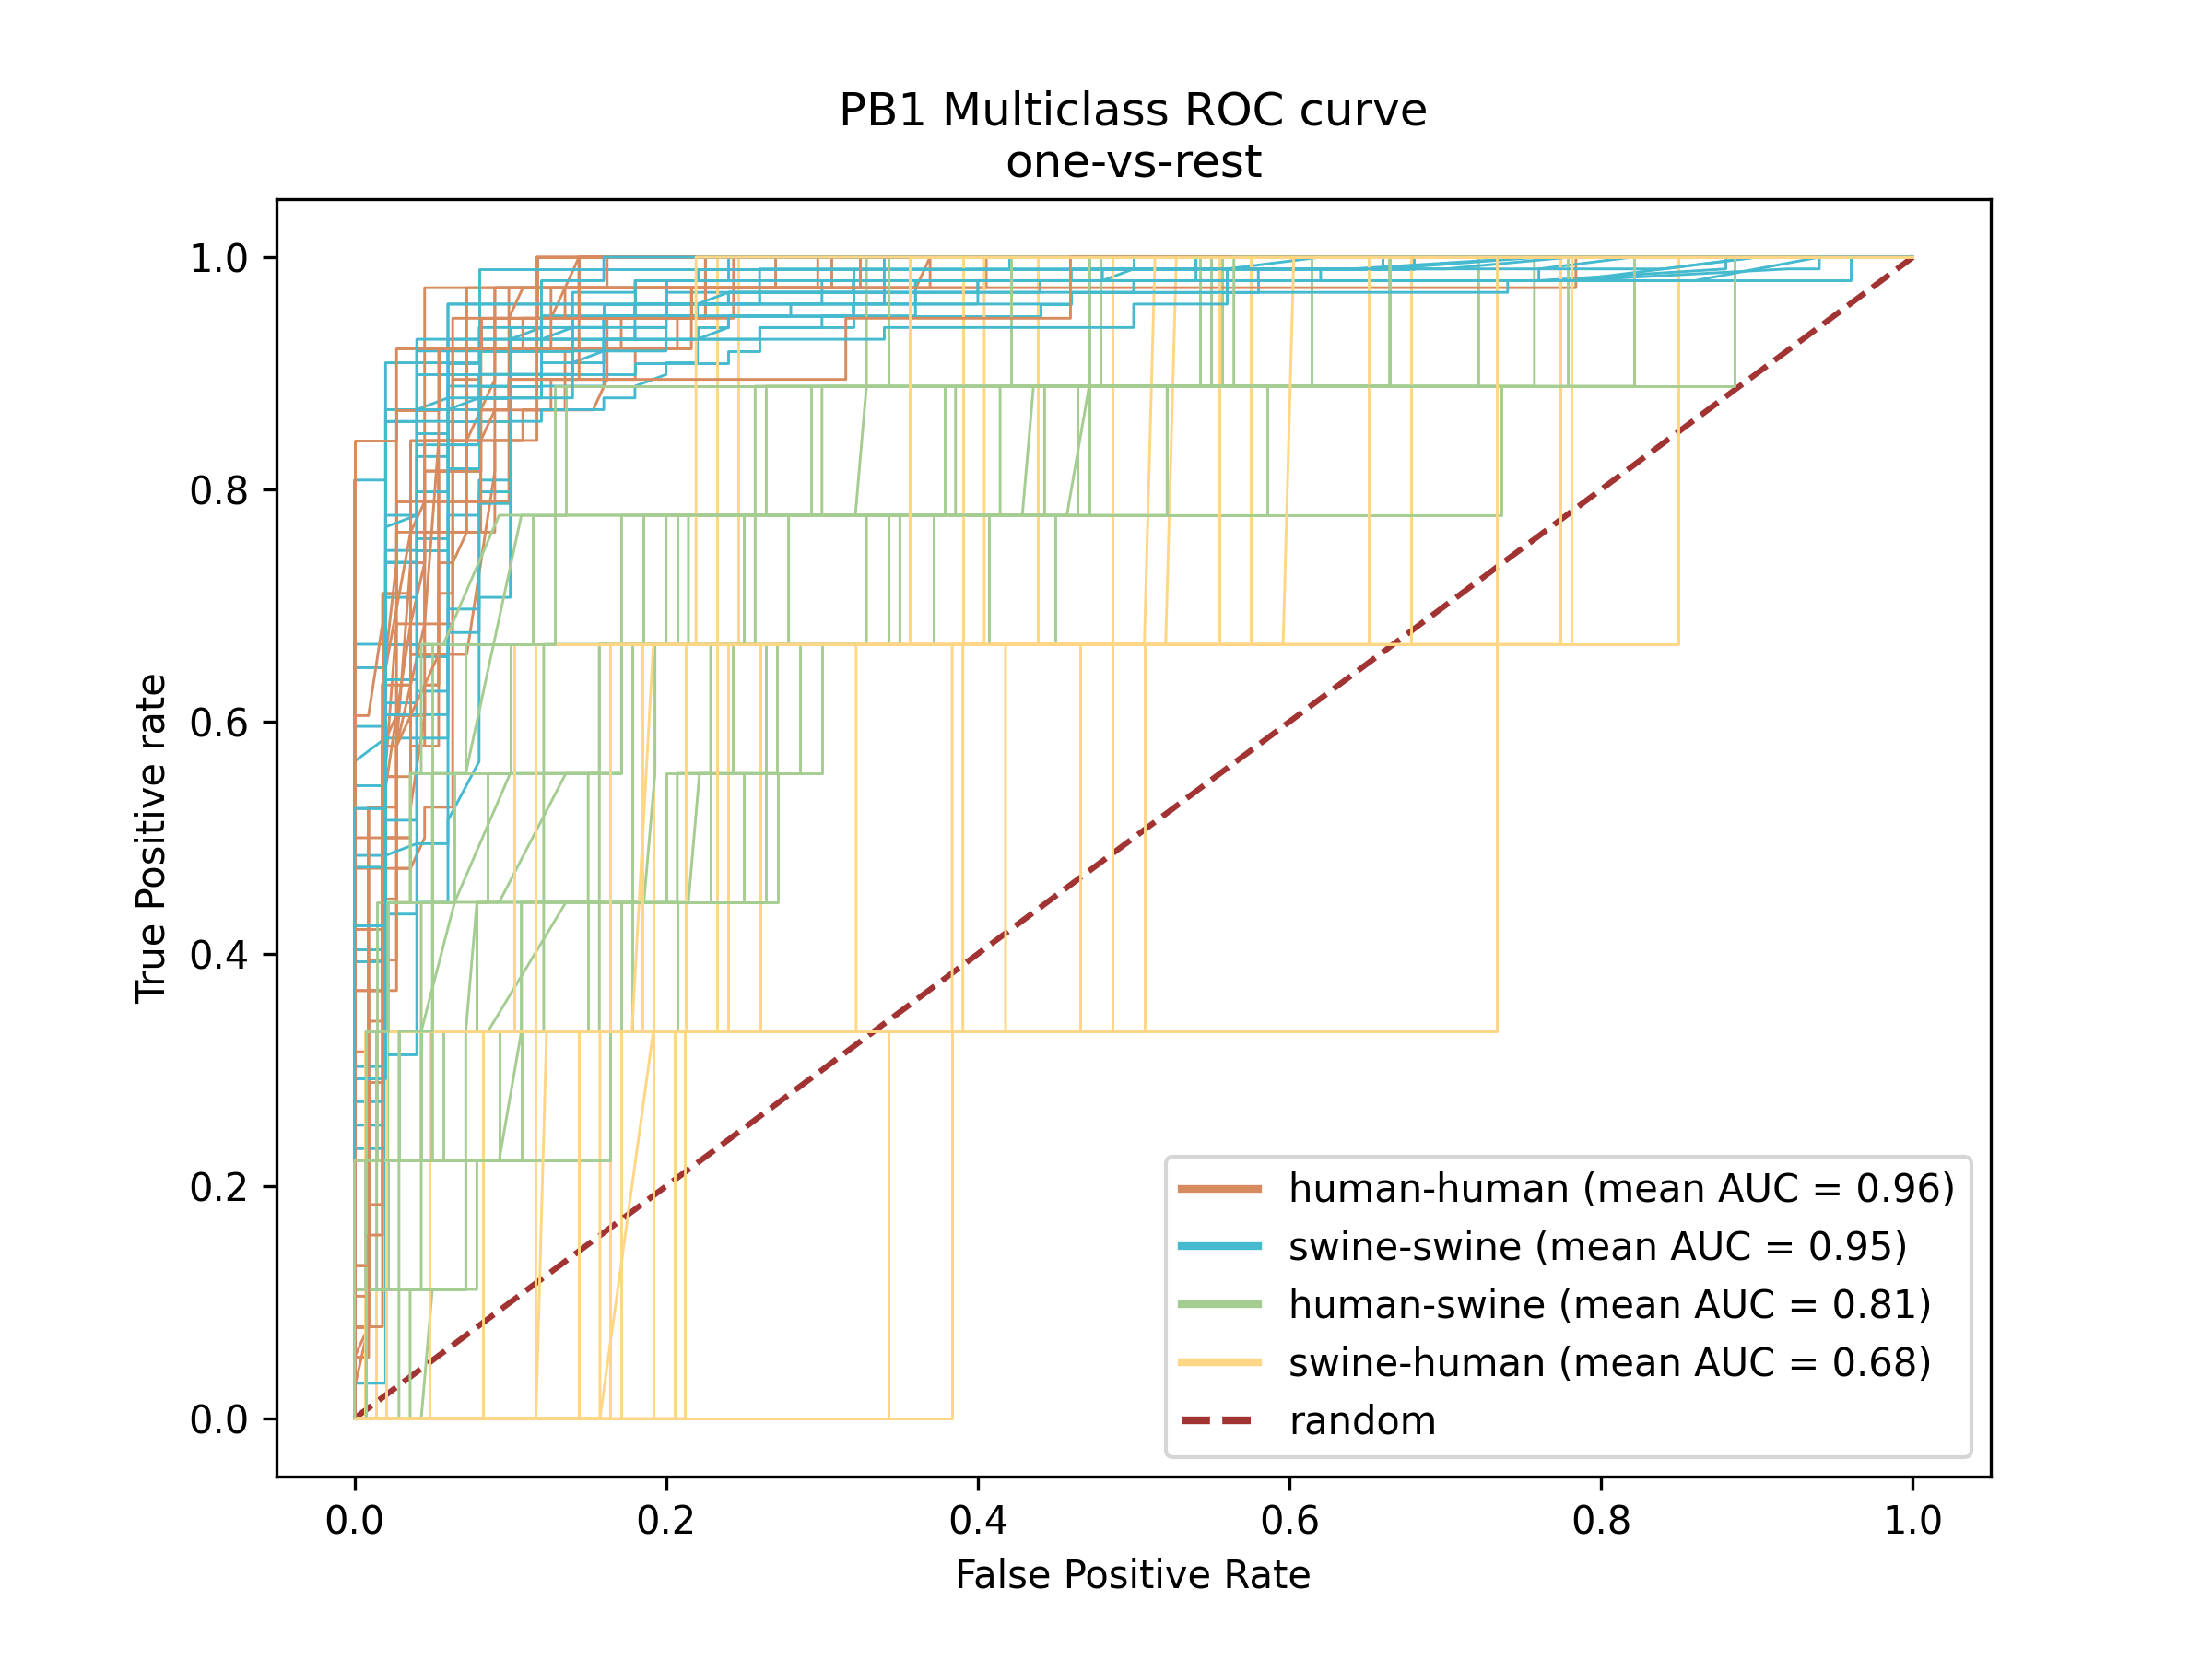 PB1 Multiclass ROC curve
one-vs-rest
True Positive rate
1.0
0.8
0.6
0.4
0.2
0.0
human-human (mean AUC = 0.96)
swine-swine (mean AUC = 0.95)
human-swine (mean AUC = 0.81)
swine-human (mean AUC = 0.68)
random
0.0 0.2 0.4 0.6 0.8 1.0
False Positive Rate